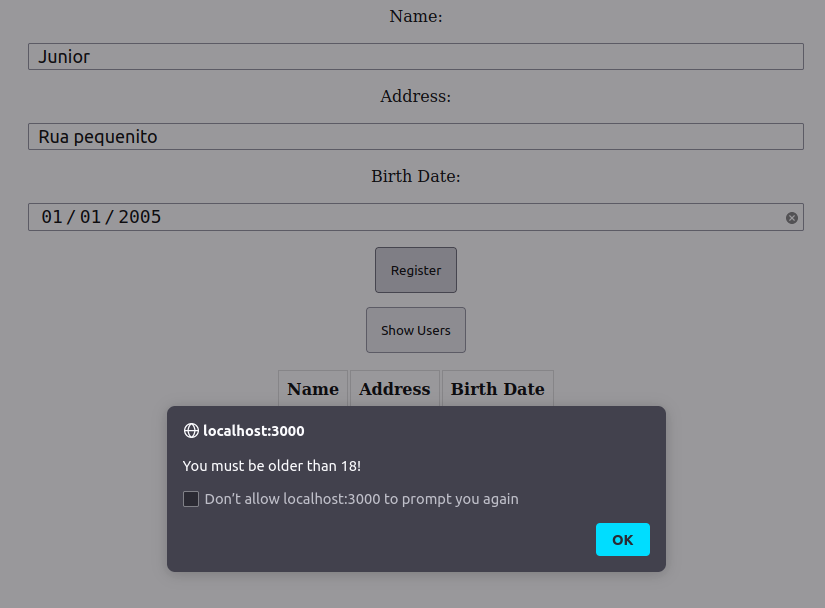 Name:
Junior
Address:
Rua pequenito
Birth Date:
01 / 01 / 2005
Register
Show Users
Name Address Birth Date
localhost:3000
You must be older than 18!
Don’t allow localhost:3000 to prompt you again
OK